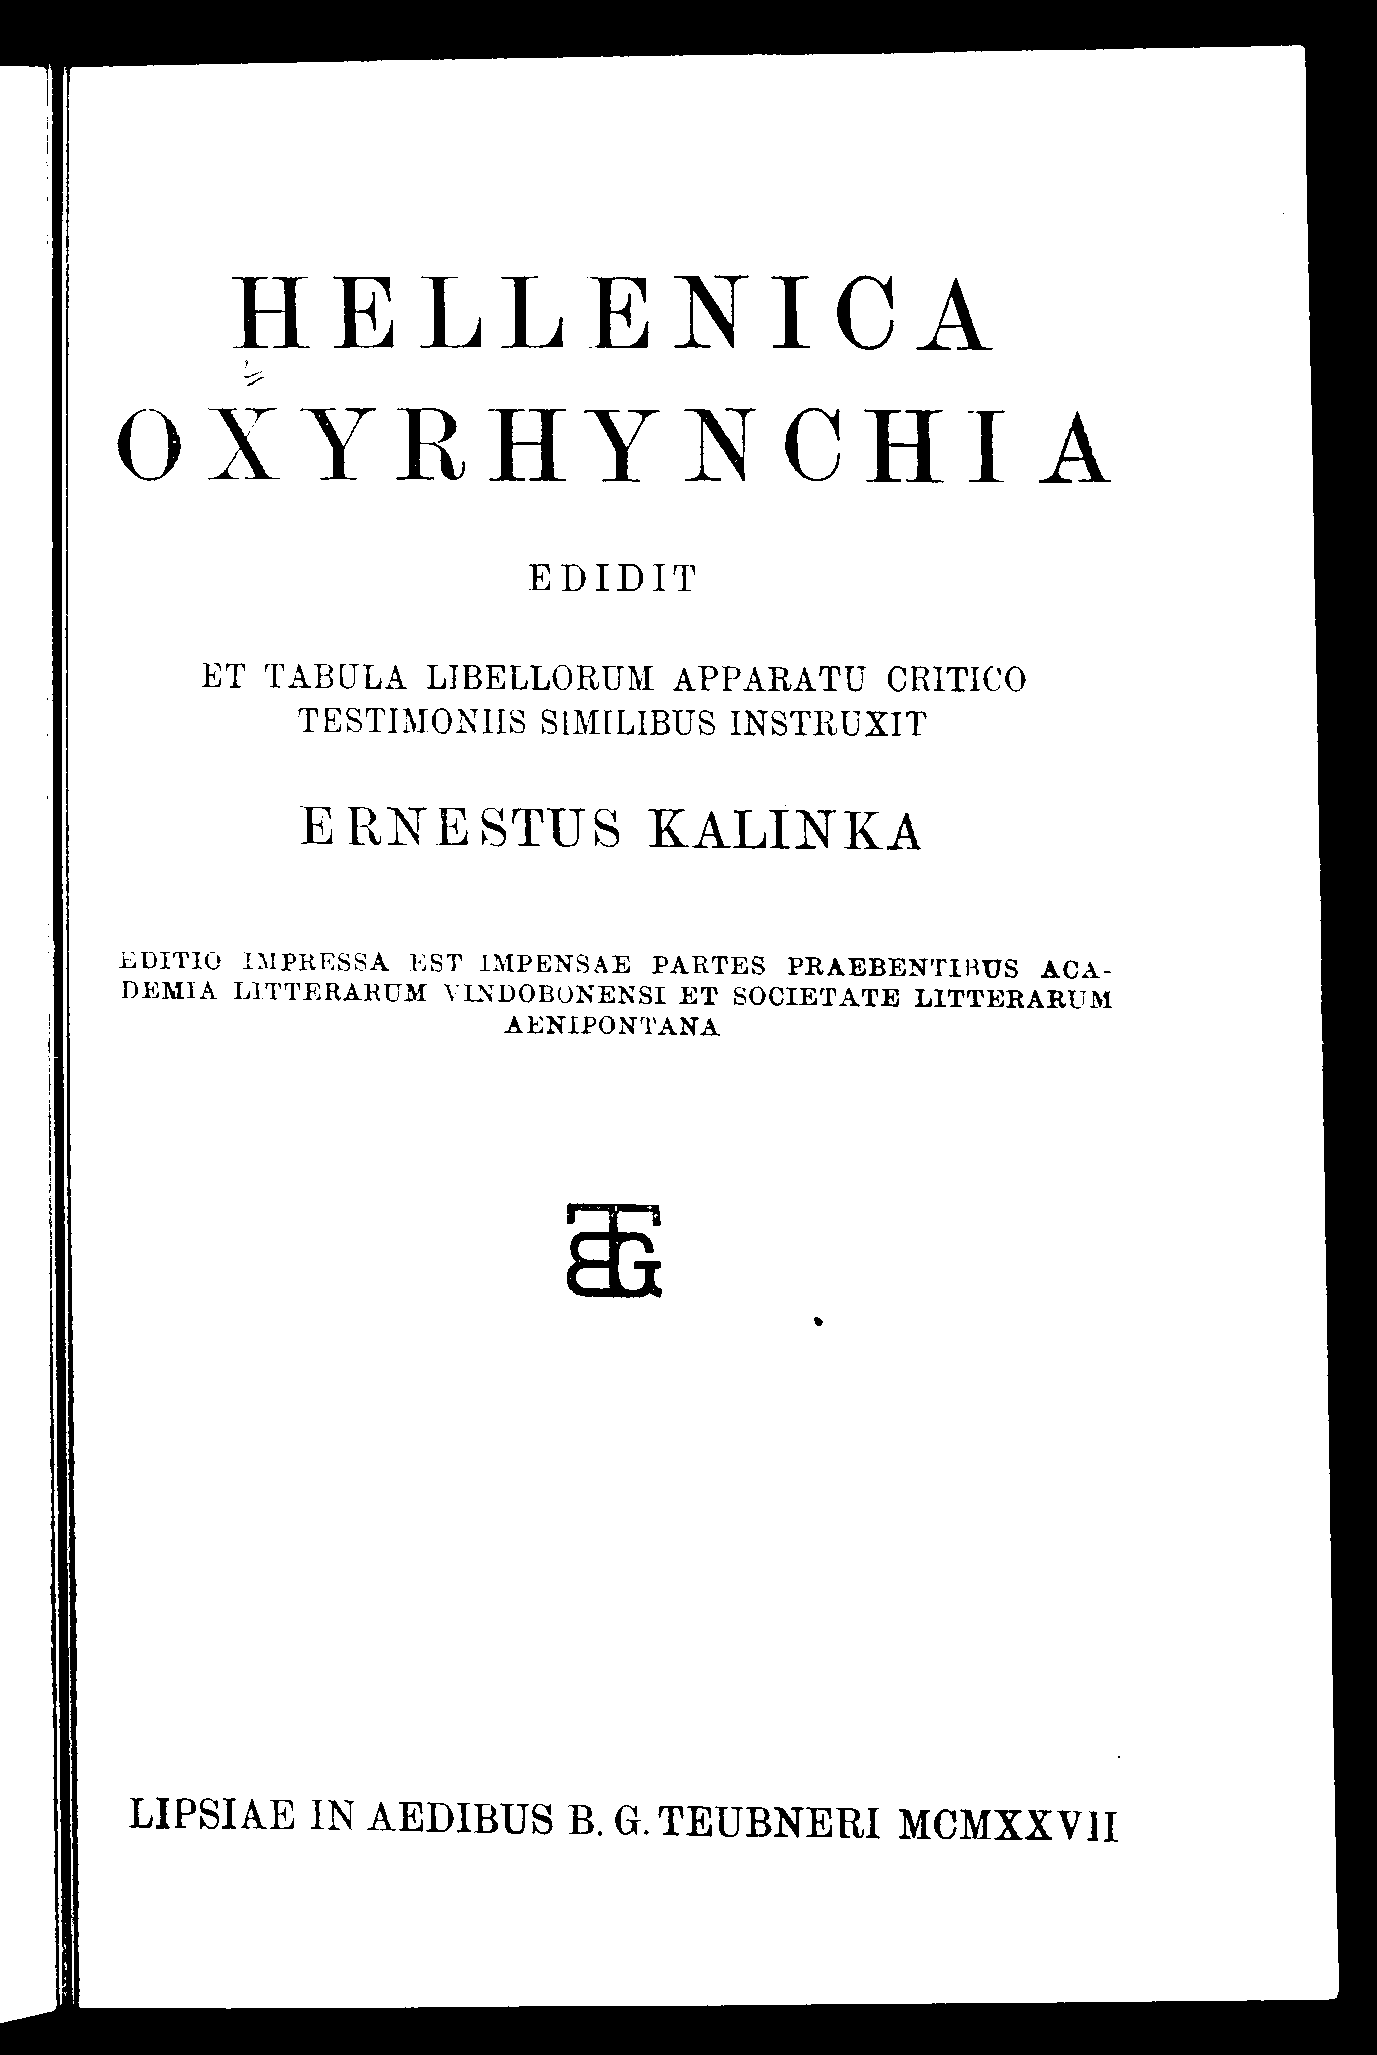 HELLENICA
OXYRHYNCHIA
EDIDIT
ET TABULA LIBELLORUM APPARATU CRITICO
TESTIMONIIS SIMILIBUS INSTRUXIT
ERNESTUS KALINKA
EDITIO IMPRESSA EST IMPENSAE PARTES PRAEBENTIBUS ACA-
DEMIA LITTERARUM VINDOBONENSI ET SOCIETATE LITTERARUM
AENIPONTANA
BTG
LIPSIAE IN AEDIBUS B. G. TEUBNERI MCMXXVII